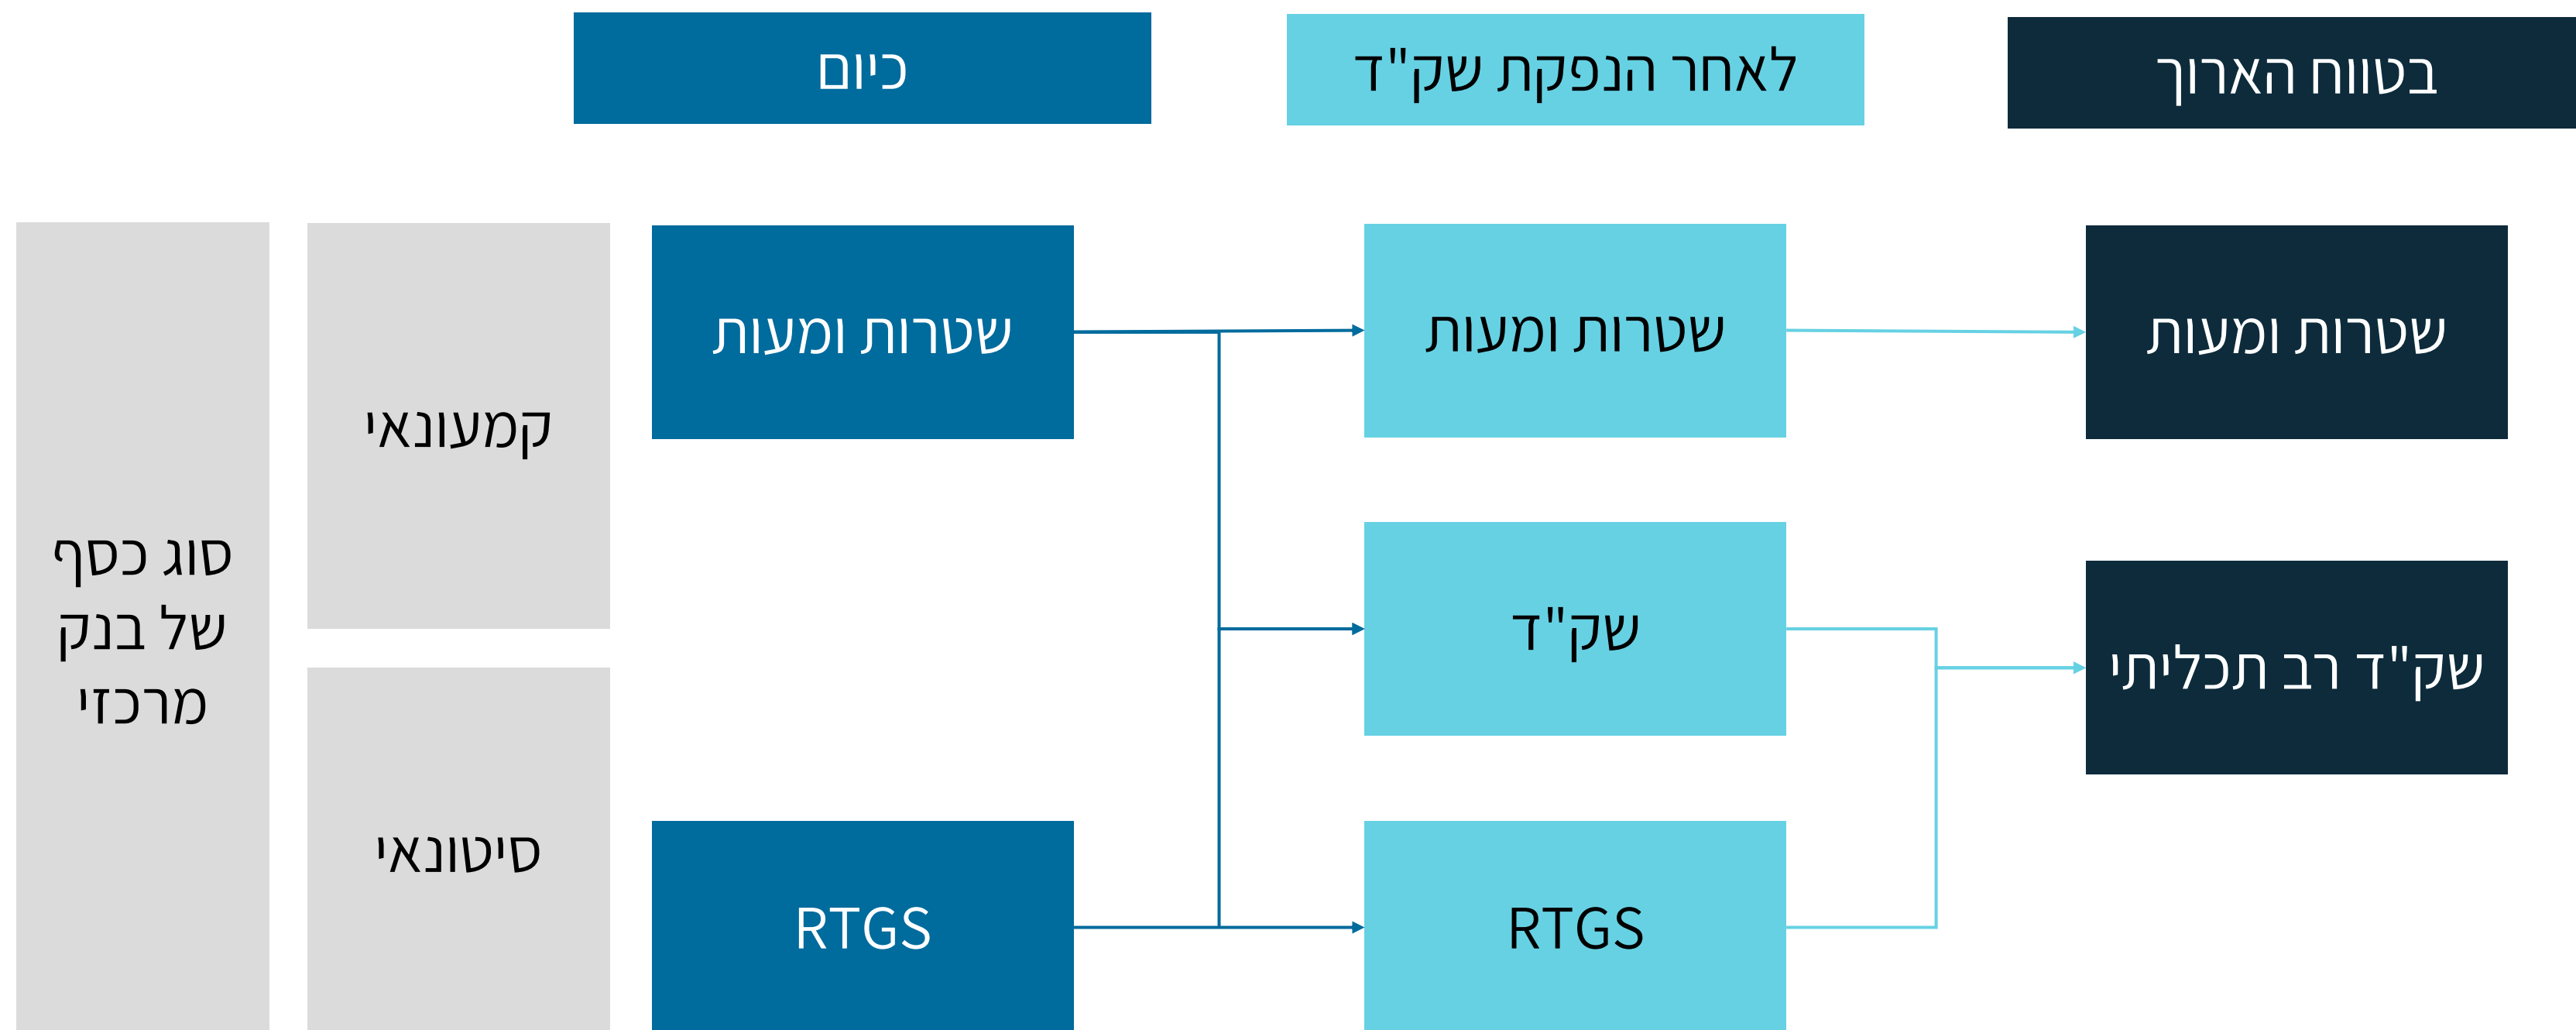 כיום
לאחר הנפקת שק"ד
בטווח הארוך
סוג כסף
של בנק
מרכזי
קמעונאי
סיטונאי
שטרות ומעות
שטרות ומעות
שטרות ומעות
שק"ד
שק"ד רב תכליתי
RTGS
RTGS